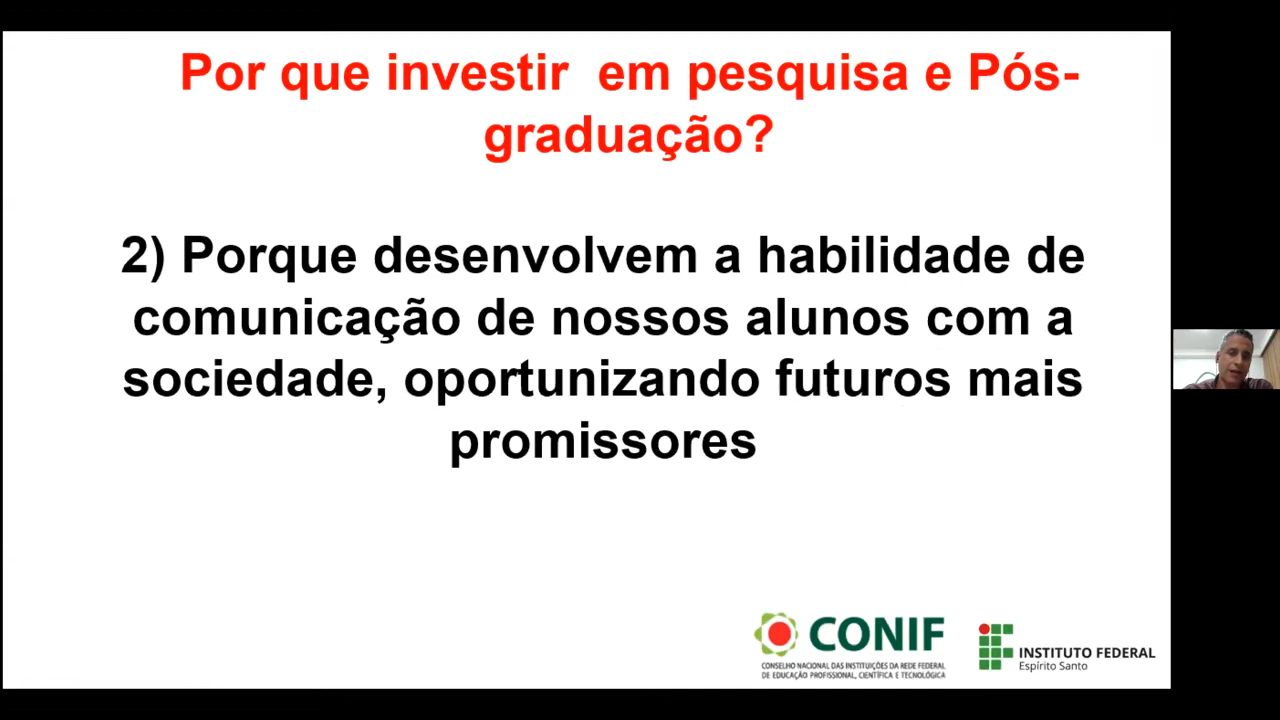 Por que investir em pesquisa e Pós-
graduação?
2) Porque desenvolvem a habilidade de
comunicação de nossos alunos com a
sociedade, oportunizando futuros mais
promissores
CONIF
CONSELHO NACIONAL DAS INSTITUIÇÕES DA REDE FEDERAL
DE EDUCAÇÃO PROFISSIONAL, CIENTÍFICA E TECNOLÓGICA
INSTITUTO FEDERAL
Espírito Santo